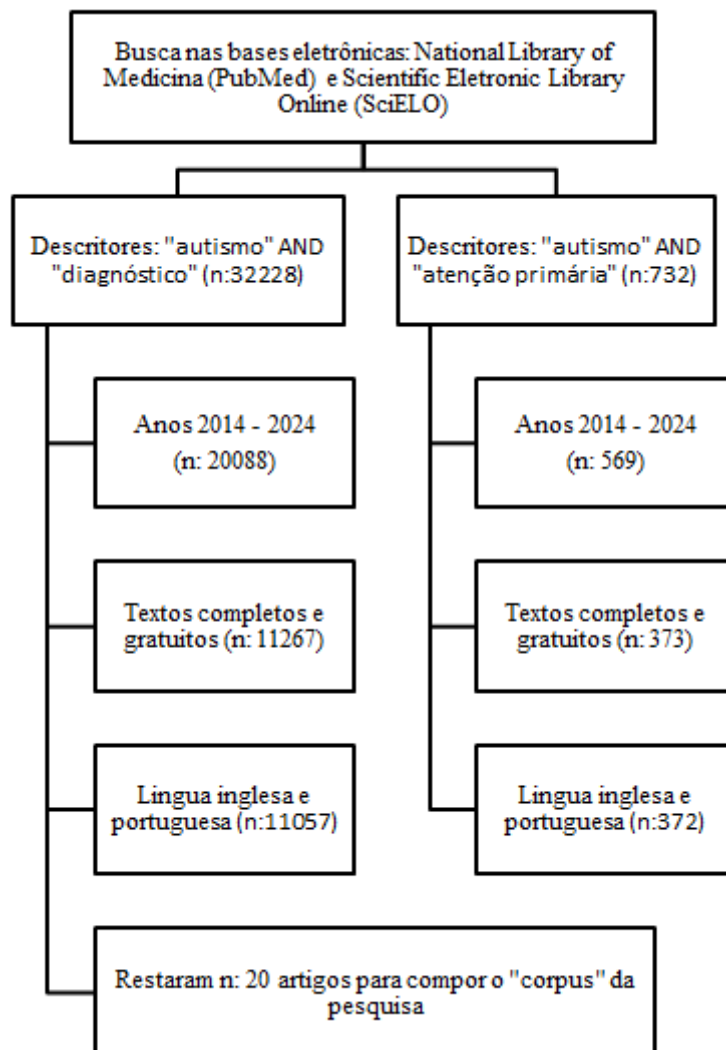 Busca nas bases eletrônicas: National Library of
Medicina (PubMed) e Scientific Eletronic Library
Online (SciELO)
Descritores: "autismo" AND
"diagnóstico" (n:32228)
Descritores: "autismo" AND
"atenção primária" (n:732)
Anos 2014 - 2024
(n: 20088)
Anos 2014 - 2024
(n: 569)
Textos completos e
gratuitos (n: 11267)
Textos completos e
gratuitos (n: 373)
Lingua inglesa e
portuguesa (n:11057)
Lingua inglesa e
portuguesa (n:372)
Restaram n: 20 artigos para compor o "corpus" da
pesquisa